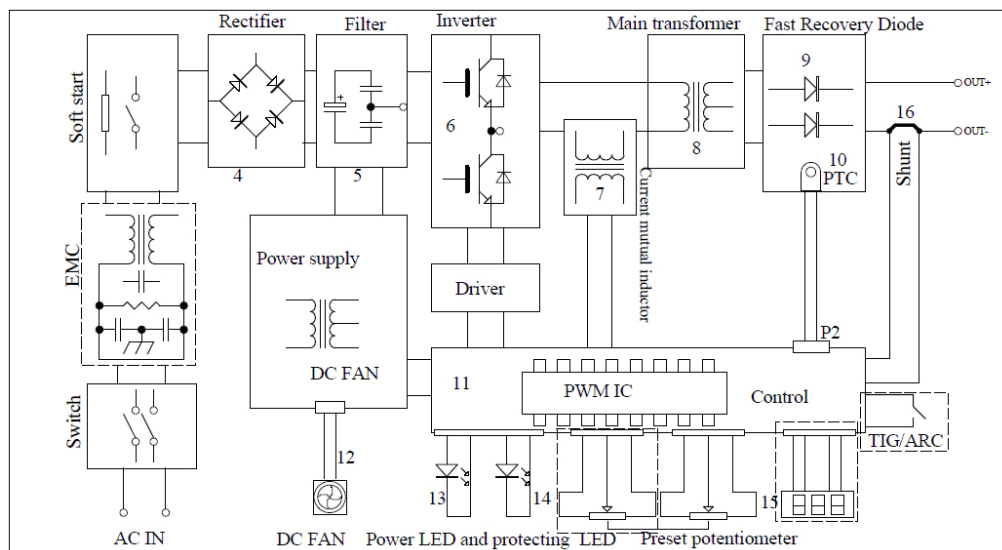 Rectifier
Filter
Inverter
Main transformer
Fast Recovery Diode
Soft start
4
5
6
7
8
9
10
PTC
16
OUT+
OUT-
Shunt
Current mutual inductor
EMC
Power supply
DC FAN
Driver
P2
11
PWM IC
Control
TIG/ARC
Switch
12
13
14
15
AC IN
DC FAN
Power LED and protecting LED
Preset potentiometer